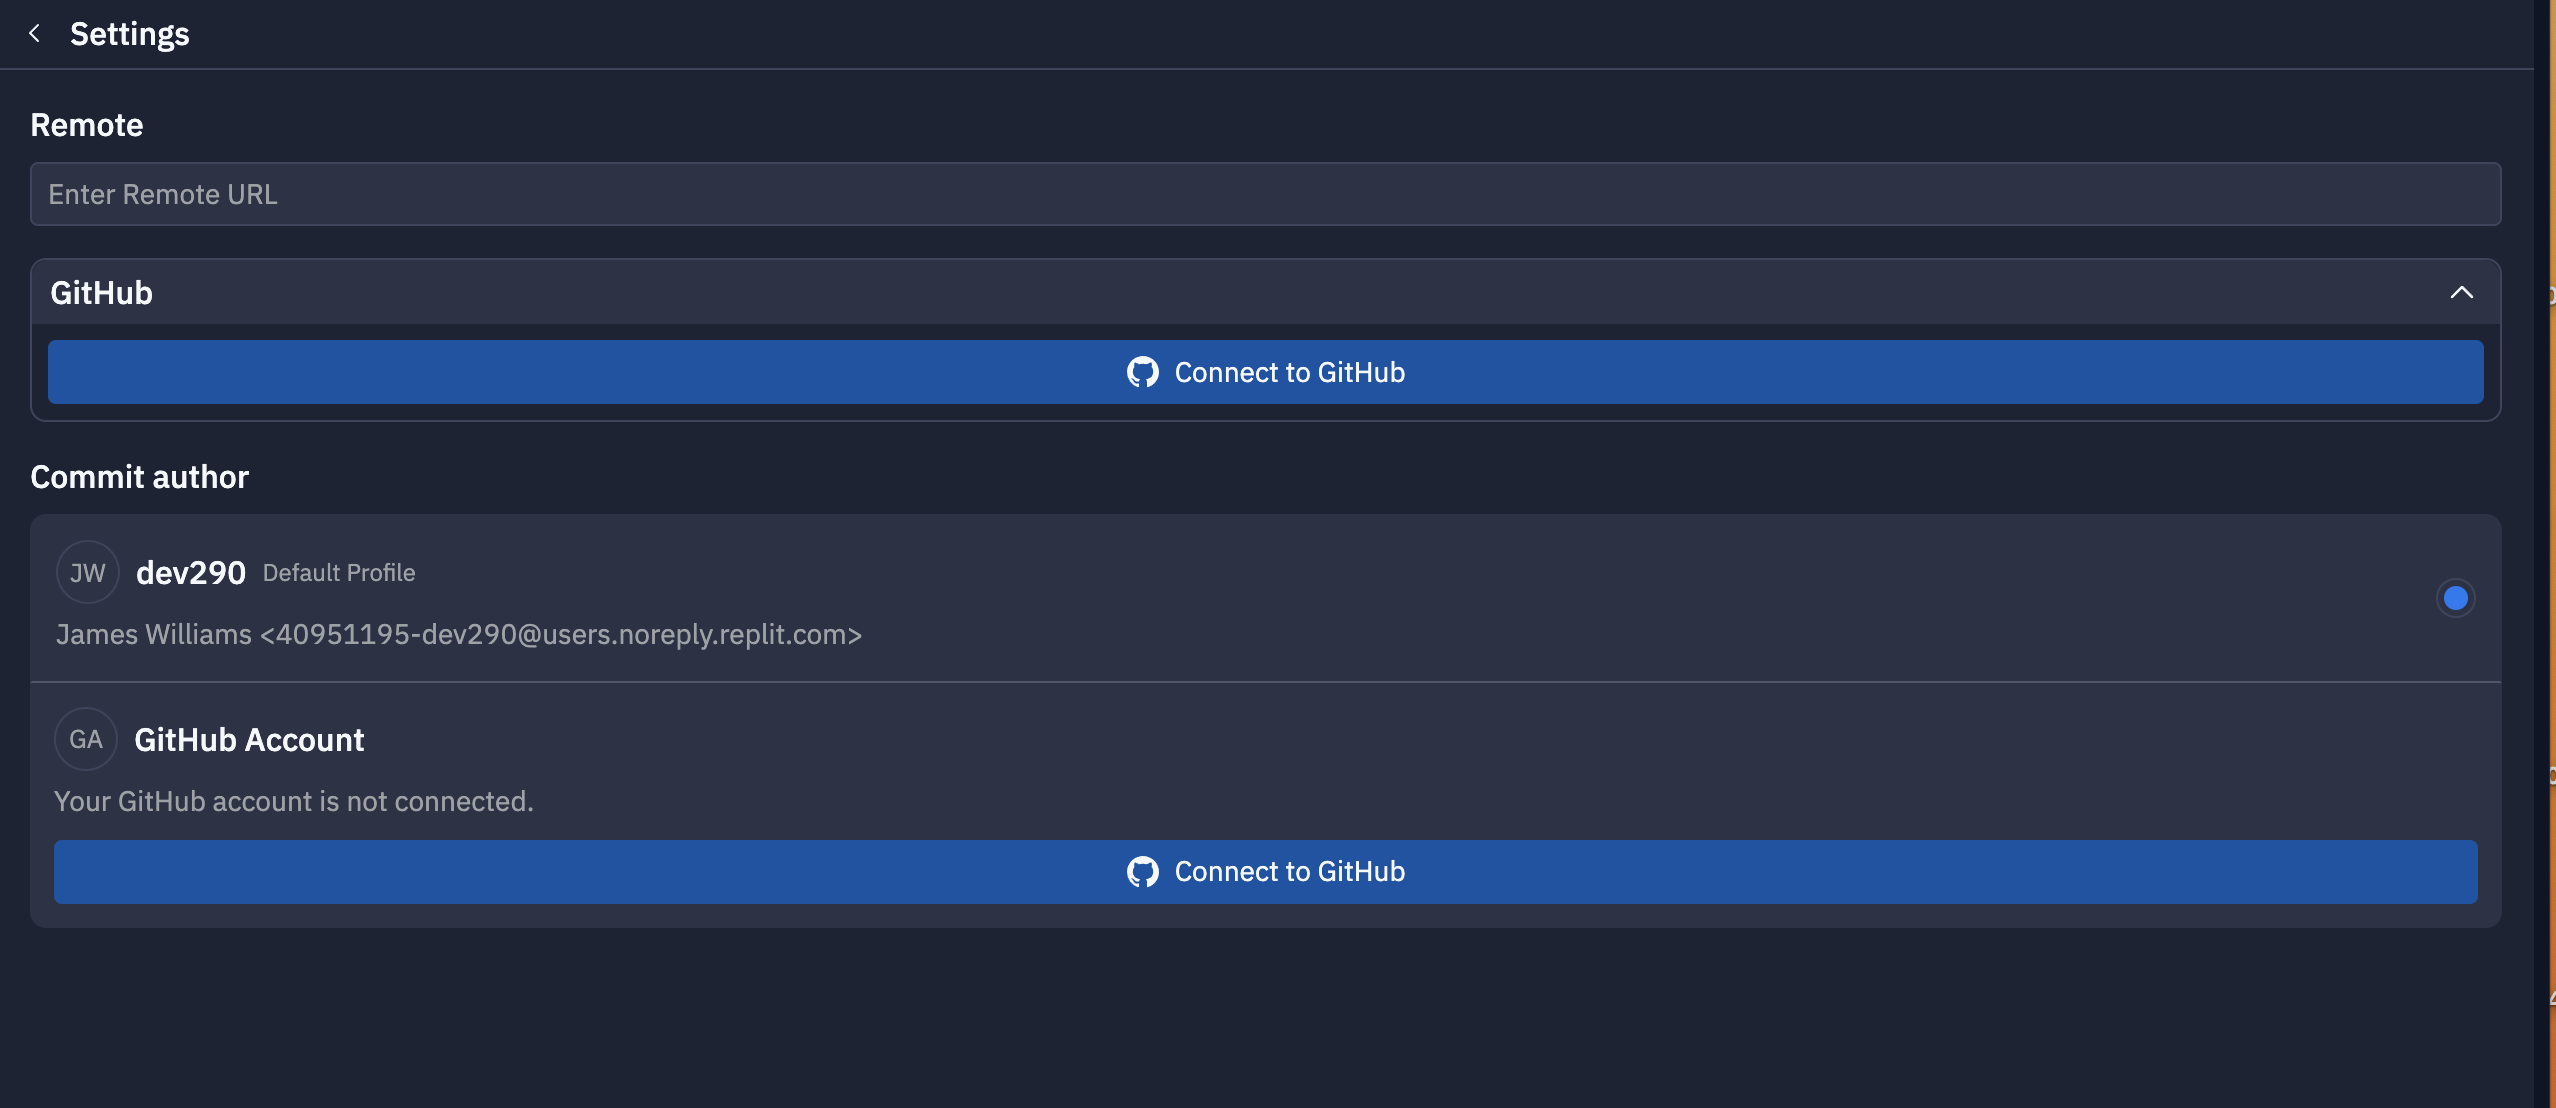 Settings
Remote
Enter Remote URL
GitHub
Connect to GitHub
Commit author
JW dev290 Default Profile
James Williams <40951195-dev290@users.noreply.replit.com>
GA GitHub Account
Your GitHub account is not connected.
Connect to GitHub